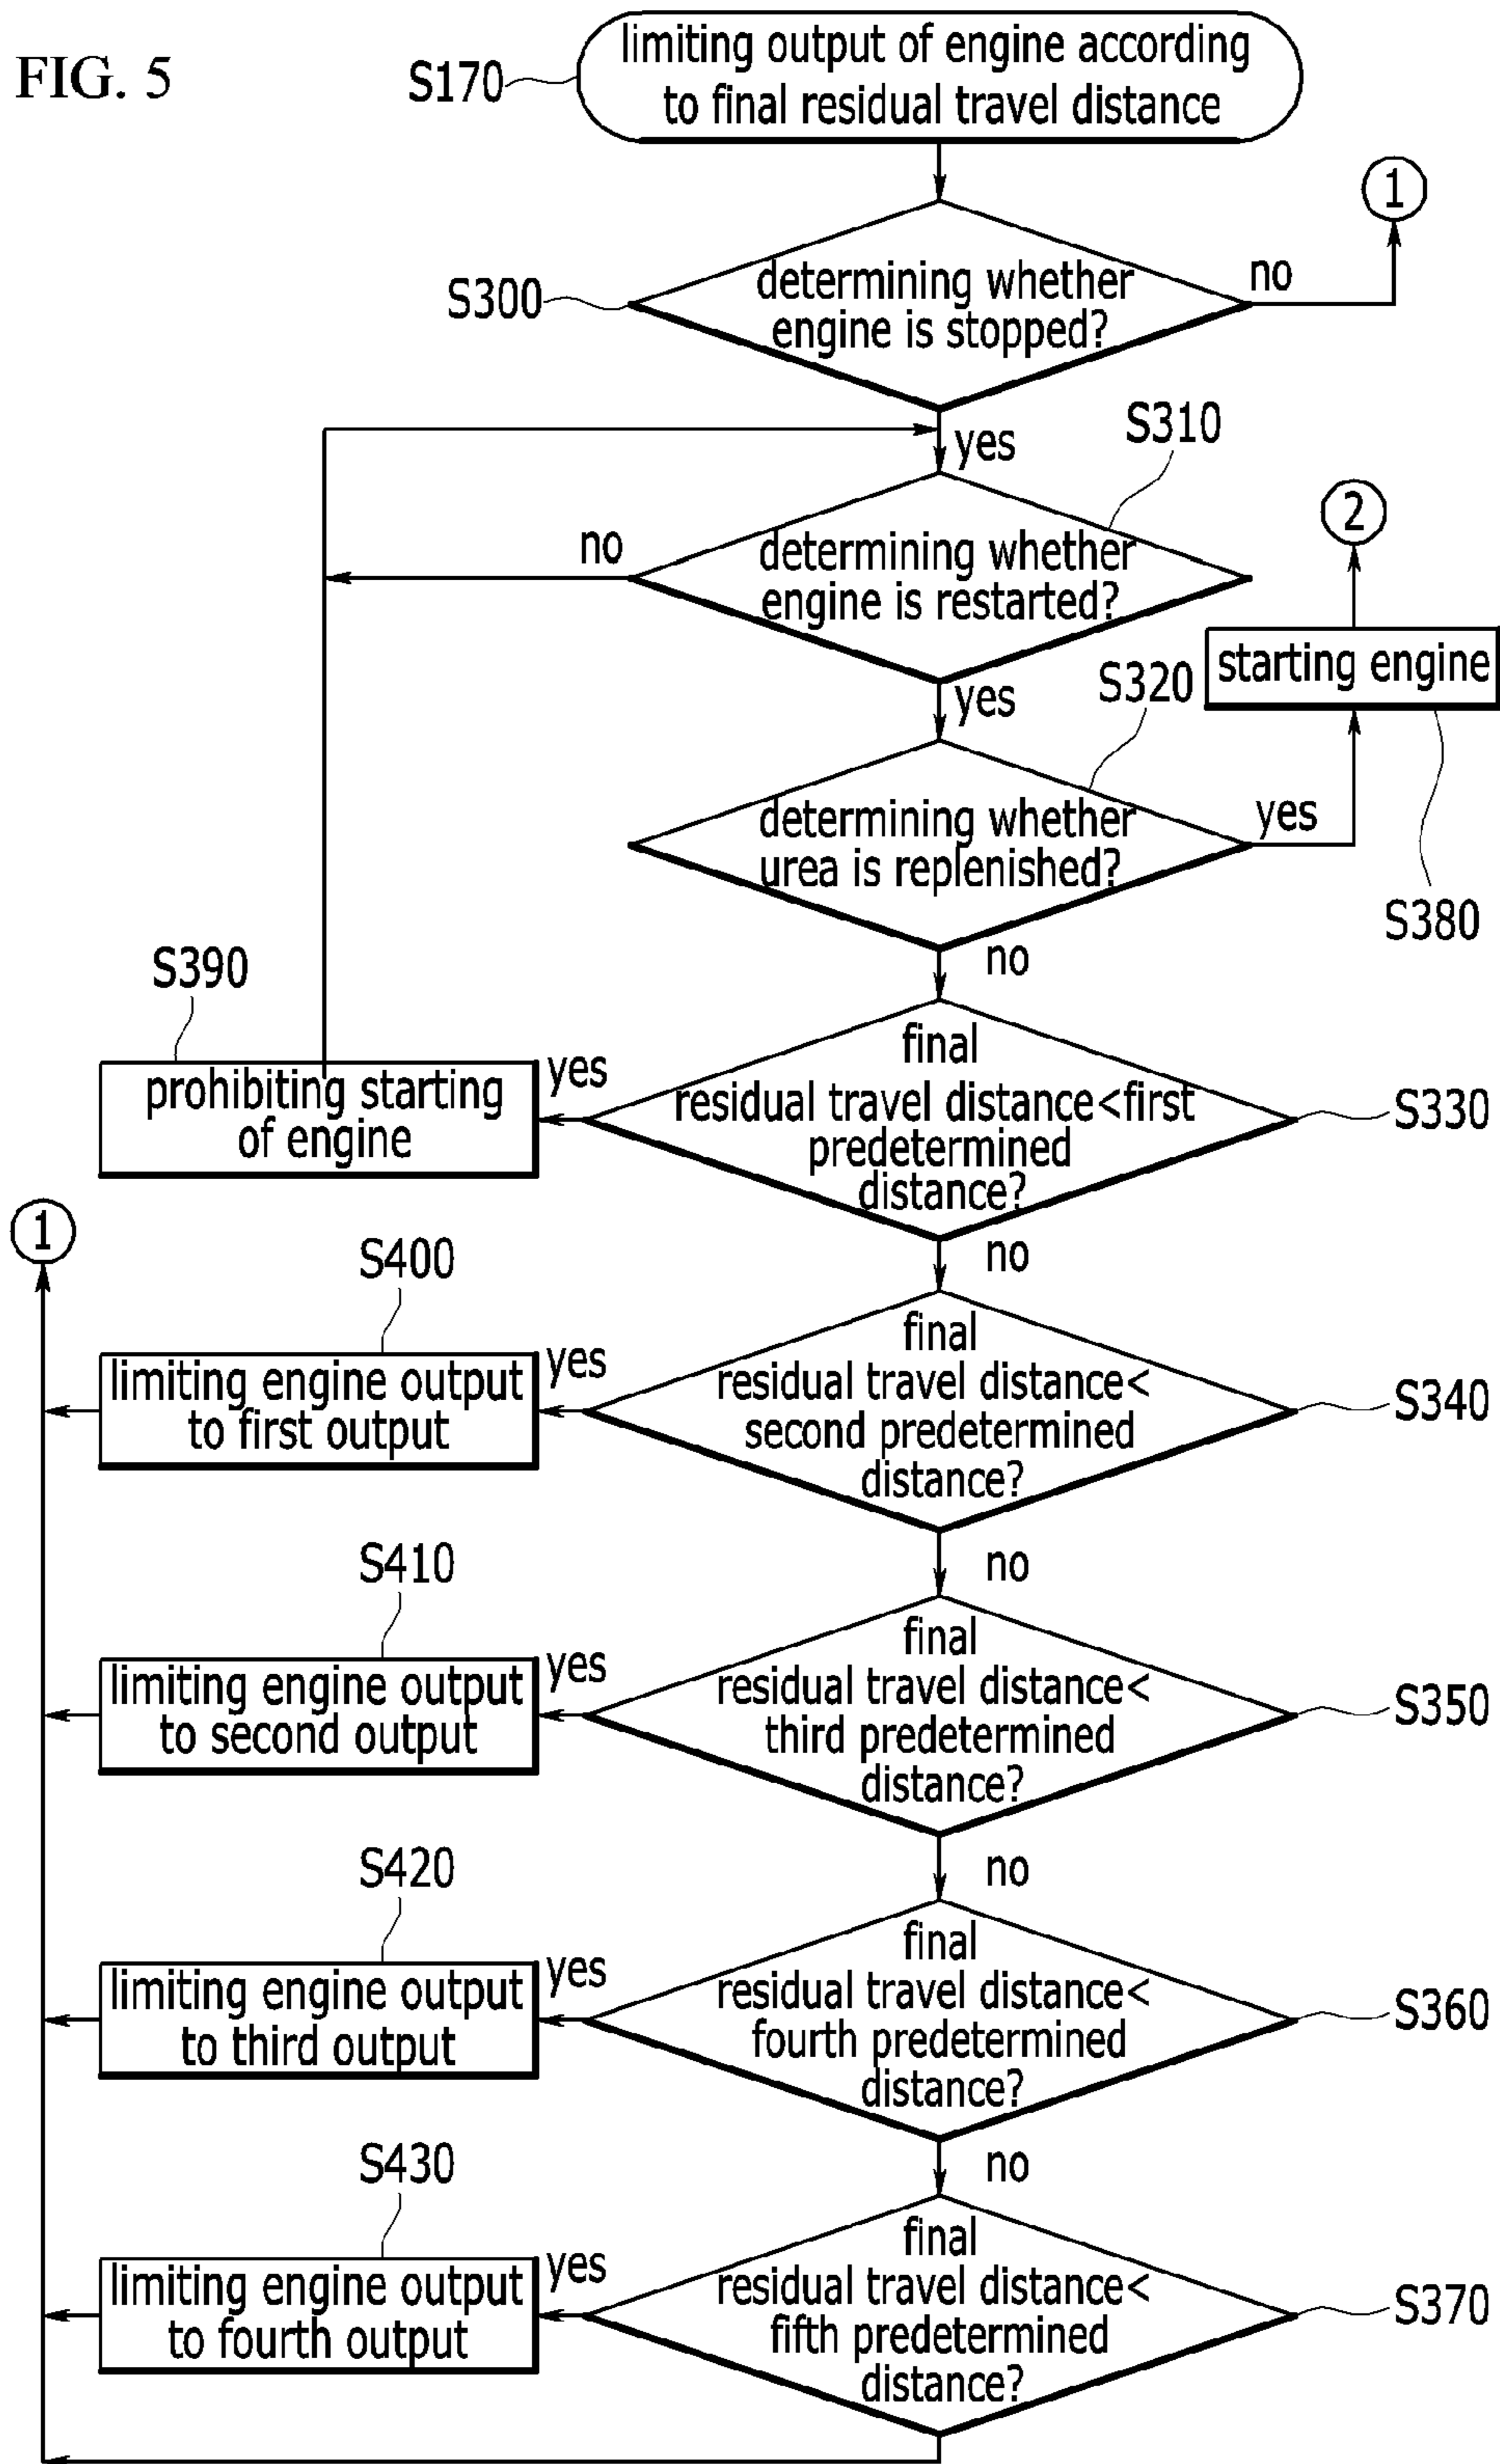 FIG. 5
S170
limiting output of engine according
to final residual travel distance
1
S300
determining whether
engine is stopped?
no
yes
S310
no
determining whether
engine is restarted?
2
starting engine
yes
S320
determining whether
urea is replenished?
yes
S380
no
S390
prohibiting starting
of engine
yes
final
residual travel distance<first
predetermined
distance?
S330
no
1
S400
limiting engine output
to first output
yes
final
residual travel distance<
second predetermined
distance?
S340
no
S410
limiting engine output
to second output
yes
final
residual travel distance<
third predetermined
distance?
S350
no
S420
limiting engine output
to third output
yes
final
residual travel distance<
fourth predetermined
distance?
S360
no
S430
limiting engine output
to fourth output
yes
final
residual travel distance<
fifth predetermined
distance?
S370